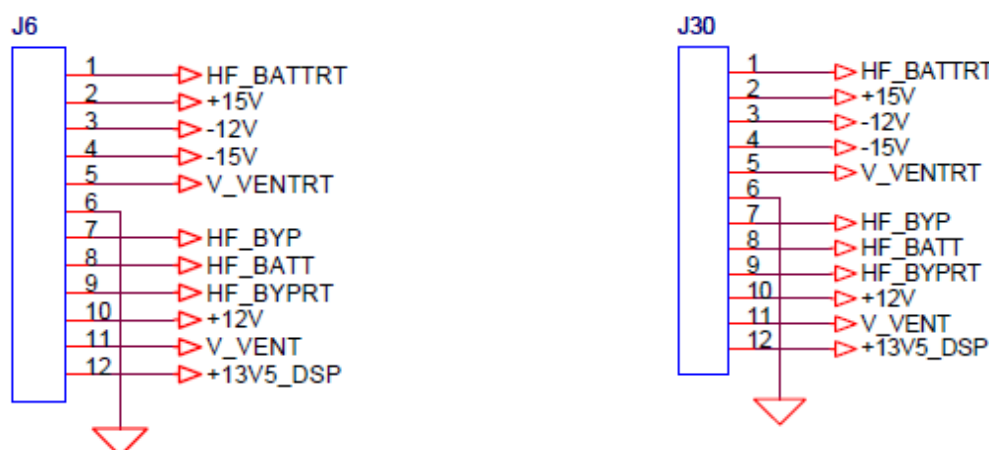 J6
1 HF_BATTRT
2 +15V
3 -12V
4 -15V
5 V_VENTRT
6
7 HF_BYP
8 HF_BATT
9 HF_BYPRT
10 +12V
11 V_VENT
12 +13V5_DSP
J30
1 HF_BATTRT
2 +15V
3 -12V
4 -15V
5 V_VENTRT
6
7 HF_BYP
8 HF_BATT
9 HF_BYPRT
10 +12V
11 V_VENT
12 +13V5_DSP